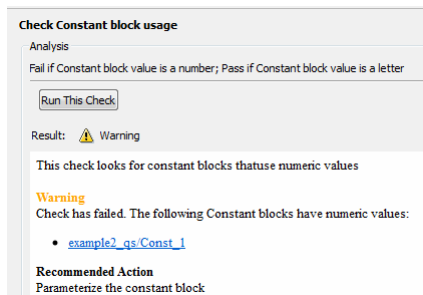 Check Constant block usage
Analysis
Fail if Constant block value is a number; Pass if Constant block value is a letter
Run This Check
Result: Warning
This check looks for constant blocks thatuse numeric values
Warning
Check has failed. The following Constant blocks have numeric values:
• example2_qs/Const_1
Recommended Action
Parameterize the constant block